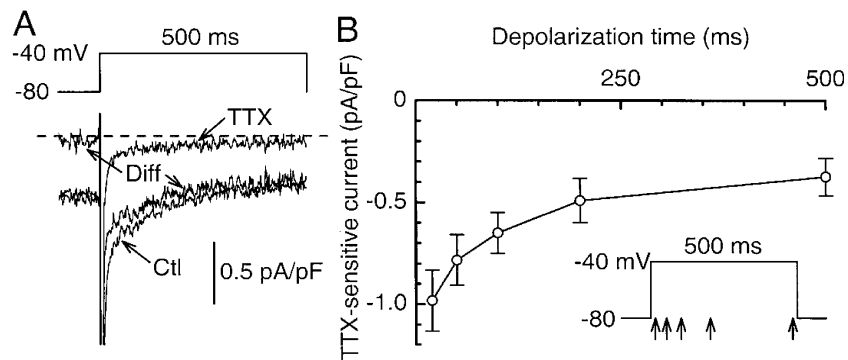 A
500 ms
-40 mV
-80
TTX
Diff
Ctl
0.5 pA/pF
B
Depolarization time (ms)
250
500
TTX-sensitive current (pA/pF)
0
-0.5
-1.0
500 ms
-40 mV
-80